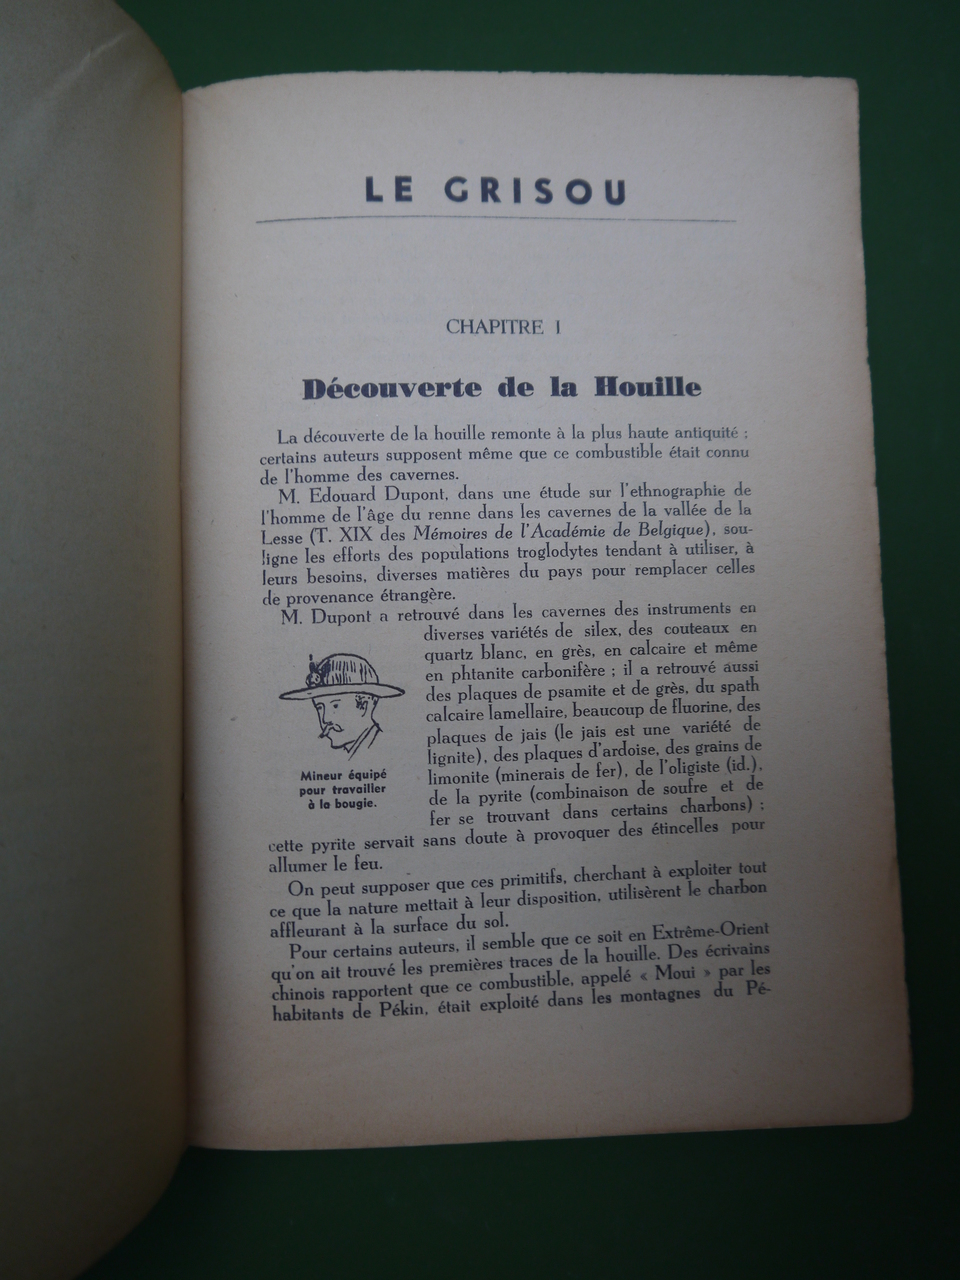 LE GRISOU
CHAPITRE I
Découverte de la Houille
La découverte de la houille remonte à la plus haute antiquité ;
certains auteurs supposent même que ce combustible était connu
de l'homme des cavernes.
M. Edouard Dupont, dans une étude sur l'ethnographie de
l'homme de l'âge du renne dans les cavernes de la vallée de la
Lesse (T. XIX des Mémoires de l'Académie de Belgique), sou-
ligne les efforts des populations troglodytes tendant à utiliser, à
leurs besoins, diverses matières du pays pour remplacer celles
de provenance étrangère.
M. Dupont a retrouvé dans les cavernes des instruments en
diverses variétés de silex, des couteaux en
quartz blanc, en grès, en calcaire et même
en phtanite carbonifère ; il a retrouvé aussi
des plaques de psamite et de grès, du spath
calcaire lamellaire, beaucoup de fluorine, des
plaques de jais (le jais est une variété de
lignite), des plaques d'ardoise, des grains de
limonite (minerais de fer), de l'oligiste (id.),
de la pyrite (combinaison de soufre et de
fer se trouvant dans certains charbons) ;
Mineur équipé
pour travailler
à la bougie.
cette pyrite servait sans doute à provoquer des étincelles pour
allumer le feu.
On peut supposer que ces primitifs, cherchant à exploiter tout
ce que la nature mettait à leur disposition, utilisèrent le charbon
affleurant à la surface du sol.
Pour certains auteurs, il semble que ce soit en Extrême-Orient
qu'on ait trouvé les premières traces de la houille. Des écrivains
chinois rapportent que ce combustible, appelé « Moui » par les
habitants de Pékin, était exploité dans les montagnes du Pé-